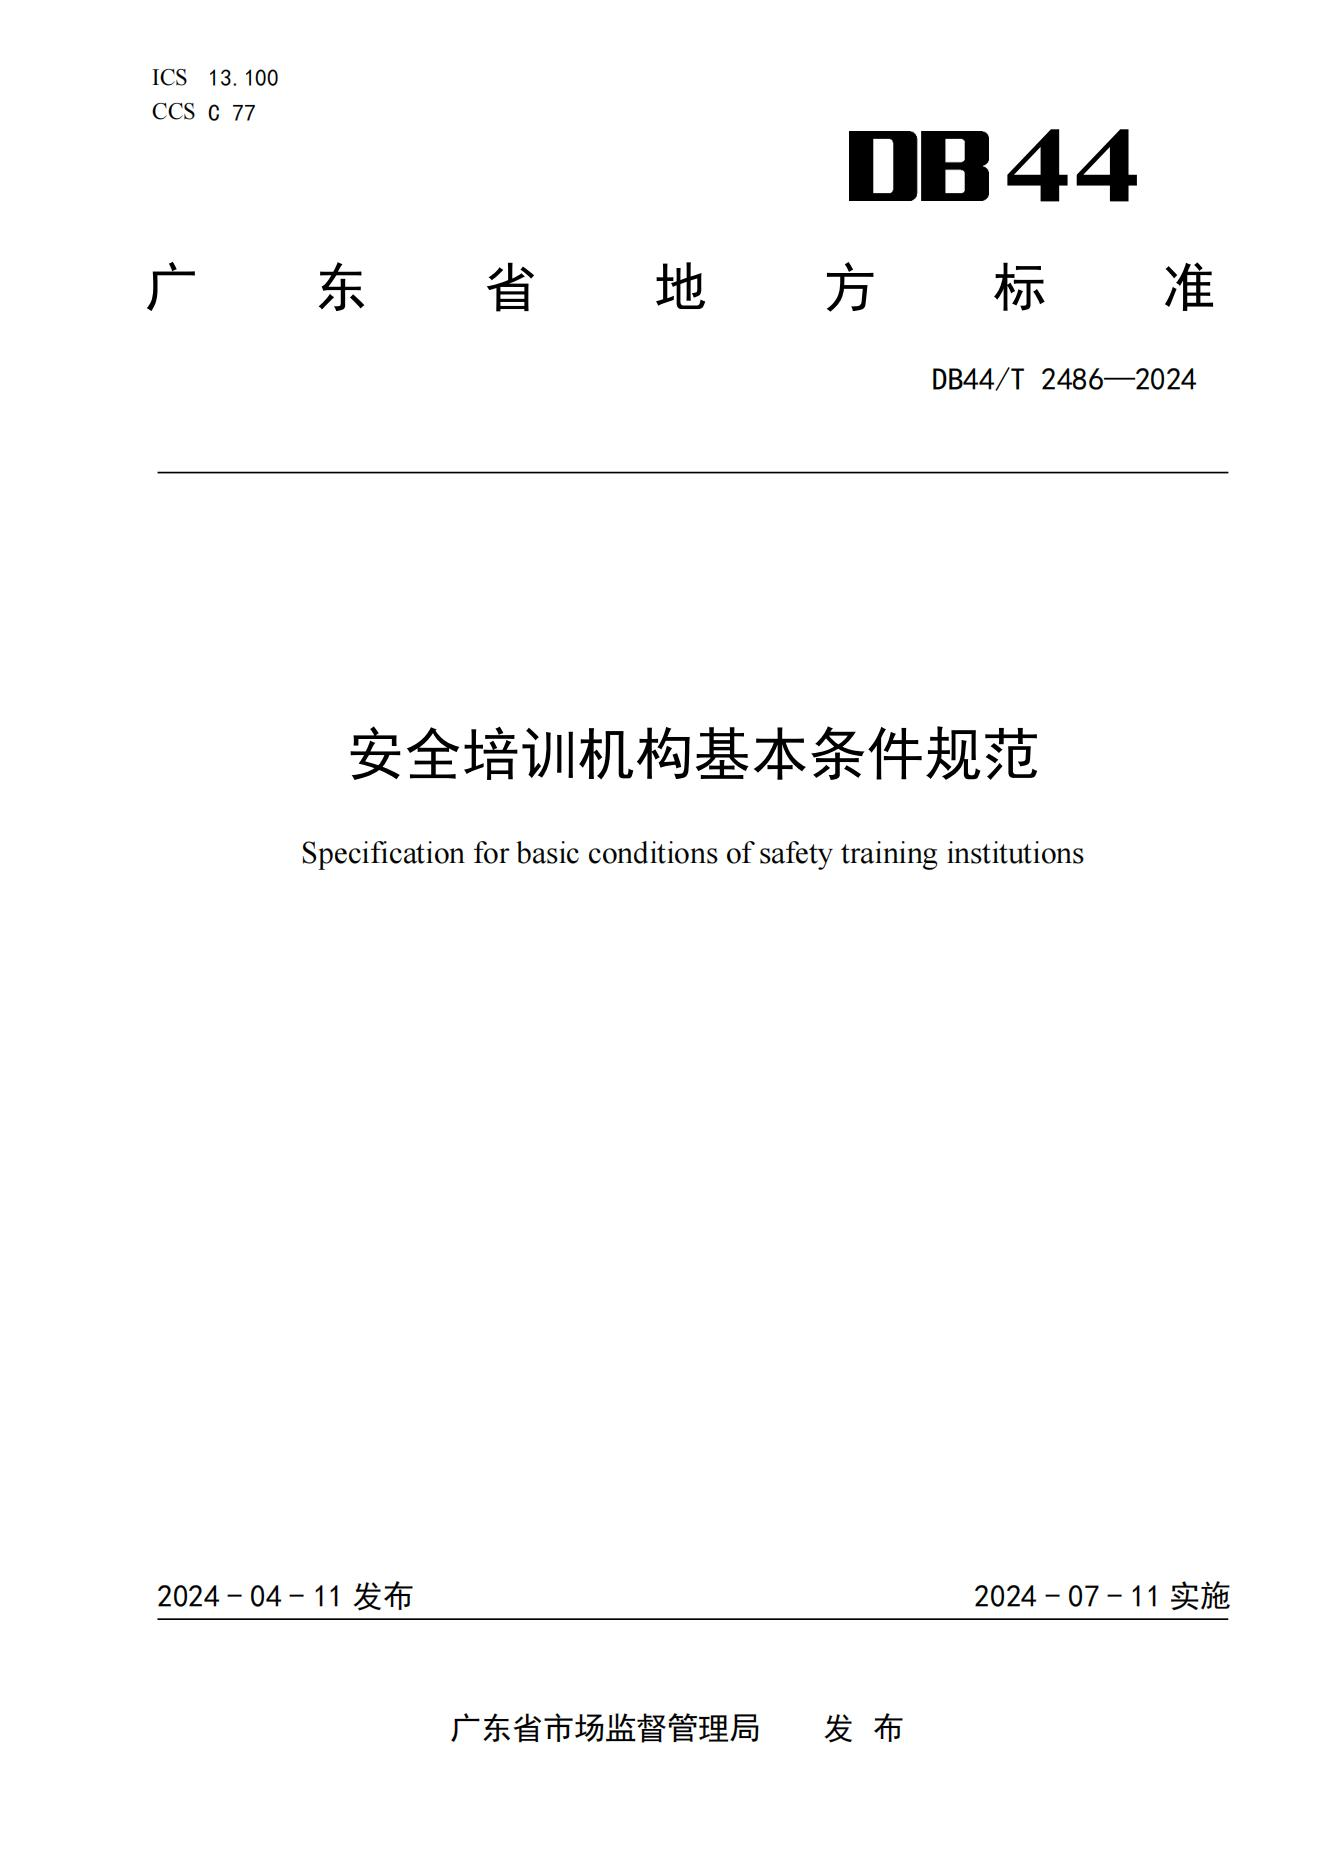 ICS 13.100
CCS C 77
DB44
广东省地方标准
DB44/T 2486—2024
安全培训机构基本条件规范
Specification for basic conditions of safety training institutions
2024－04－11 发布
2024－07－11 实施
广东省市场监督管理局 发 布